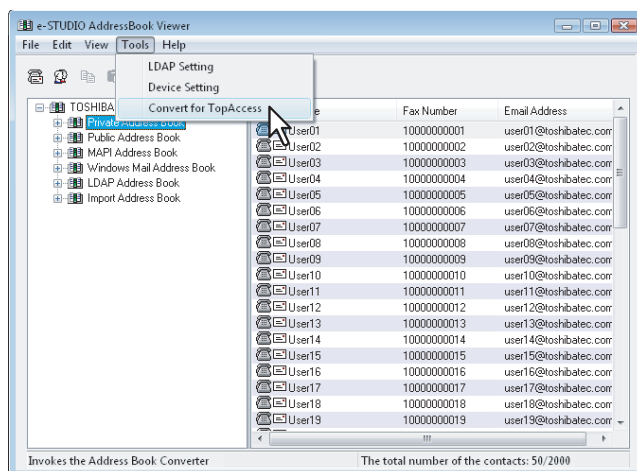 e-STUDIO AddressBook Viewer
File Edit View Tools Help
LDAP Setting
Device Setting
Convert for TopAccess
TOSHIBA
Private Address Book
Public Address Book
MAPI Address Book
Windows Mail Address Book
LDAP Address Book
Import Address Book
Fax Number Email Address
User01 10000000001 user01@toshibatec.com
User02 10000000002 user02@toshibatec.com
User03 10000000003 user03@toshibatec.com
User04 10000000004 user04@toshibatec.com
User05 10000000005 user05@toshibatec.com
User06 10000000006 user06@toshibatec.com
User07 10000000007 user07@toshibatec.com
User08 10000000008 user08@toshibatec.com
User09 10000000009 user09@toshibatec.com
User10 10000000010 user10@toshibatec.com
User11 10000000011 user11@toshibatec.com
User12 10000000012 user12@toshibatec.com
User13 10000000013 user13@toshibatec.com
User14 10000000014 user14@toshibatec.com
User15 10000000015 user15@toshibatec.com
User16 10000000016 user16@toshibatec.com
User17 10000000017 user17@toshibatec.com
User18 10000000018 user18@toshibatec.com
User19 10000000019 user19@toshibatec.com
Invokes the Address Book Converter The total number of the contacts: 50/2000